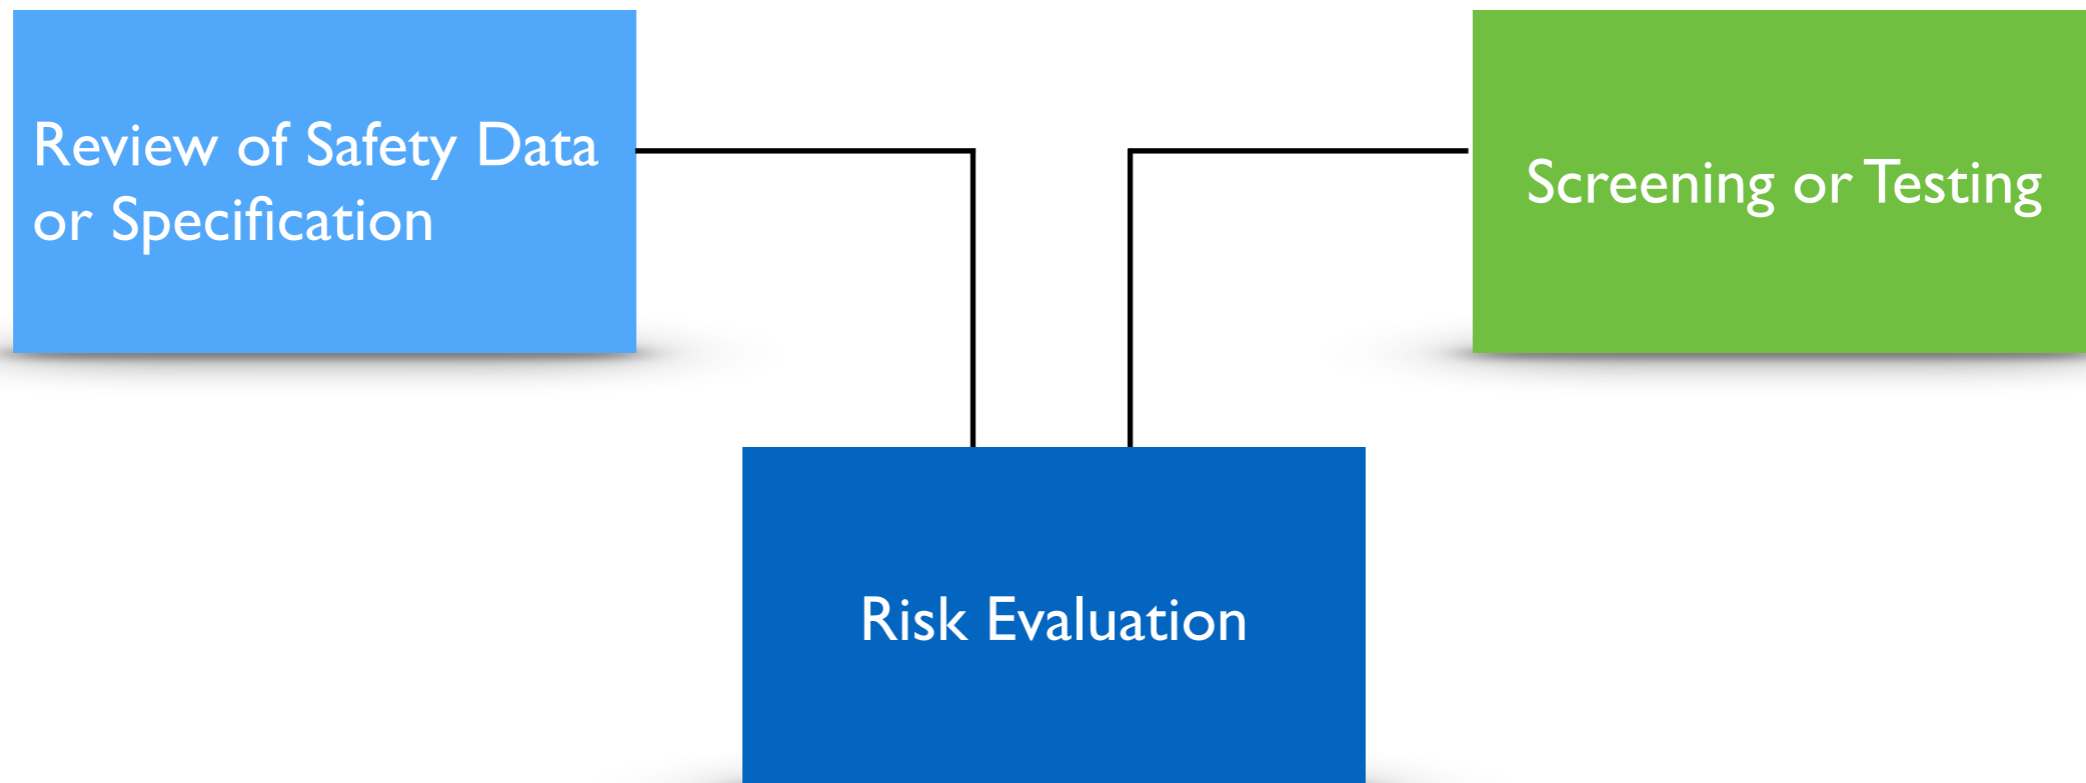 Review of Safety Data
or Specification
Screening or Testing
Risk Evaluation